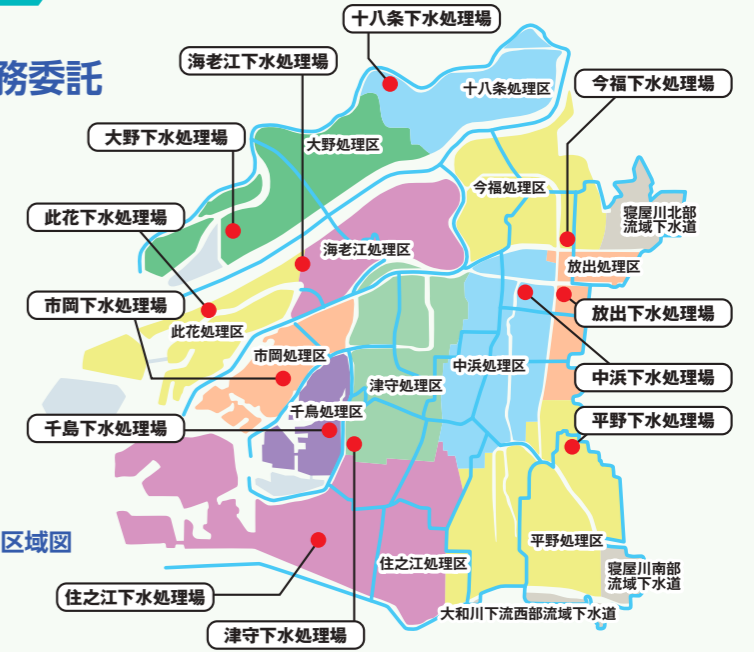 十八条下水処理場
海老江下水処理場
務委託
十八条処理区
今福下水処理場
大野下水処理場
大野処理区
今福処理区
此花下水処理場
寝屋川北部
流域下水道
海老江処理区
放出処理区
市岡下水処理場
放出下水処理場
此花処理区
市岡処理区
中浜処理区
津守処理区
中浜下水処理場
千島処理区
千島下水処理場
平野下水処理場
区域図
平野処理区
住之江処理区
寝屋川南部
流域下水道
住之江下水処理場
大和川下流西部流域下水道
津守下水処理場